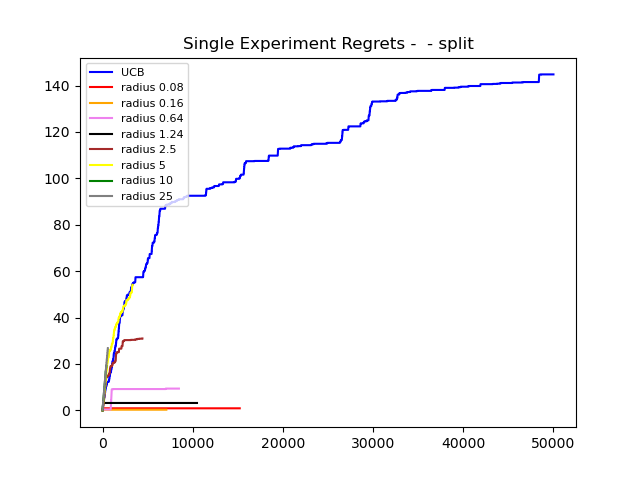 Single Experiment Regrets -  - split
UCB
radius 0.08
radius 0.16
radius 0.64
radius 1.24
radius 2.5
radius 5
radius 10
radius 25
140
120
100
80
60
40
20
0
0 10000 20000 30000 40000 50000